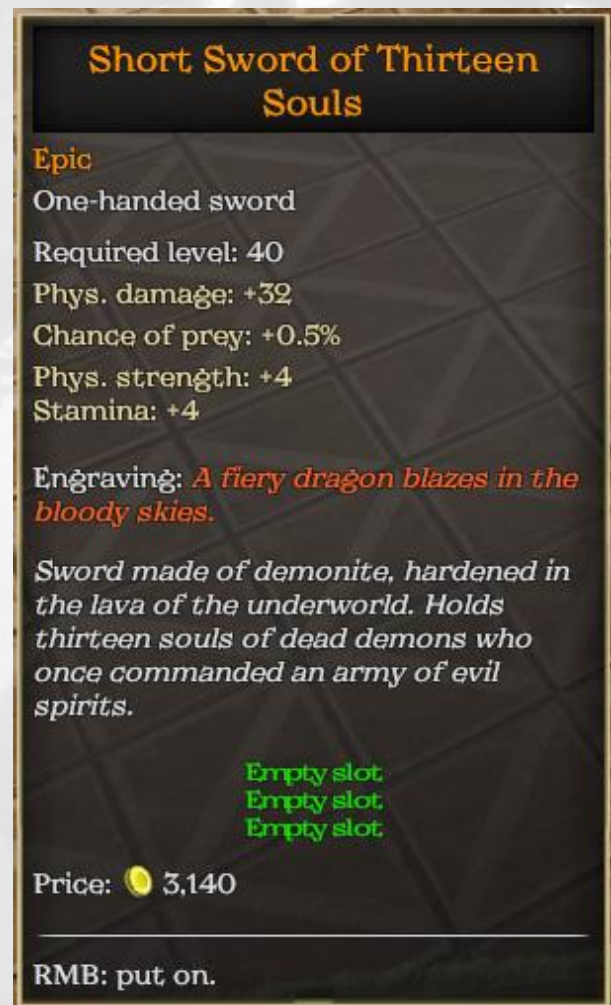 Short Sword of Thirteen
Souls
Epic
One-handed sword
Required level: 40
Phys. damage: +32
Chance of prey: +0.5%
Phys. strength: +4
Stamina: +4
Engraving: A fiery dragon blazes in the
bloody skies.
Sword made of demonite, hardened in
the lava of the underworld. Holds
thirteen souls of dead demons who
once commanded an army of evil
spirits.
Empty slot
Empty slot
Empty slot
Price: 3,140
RMB: put on.